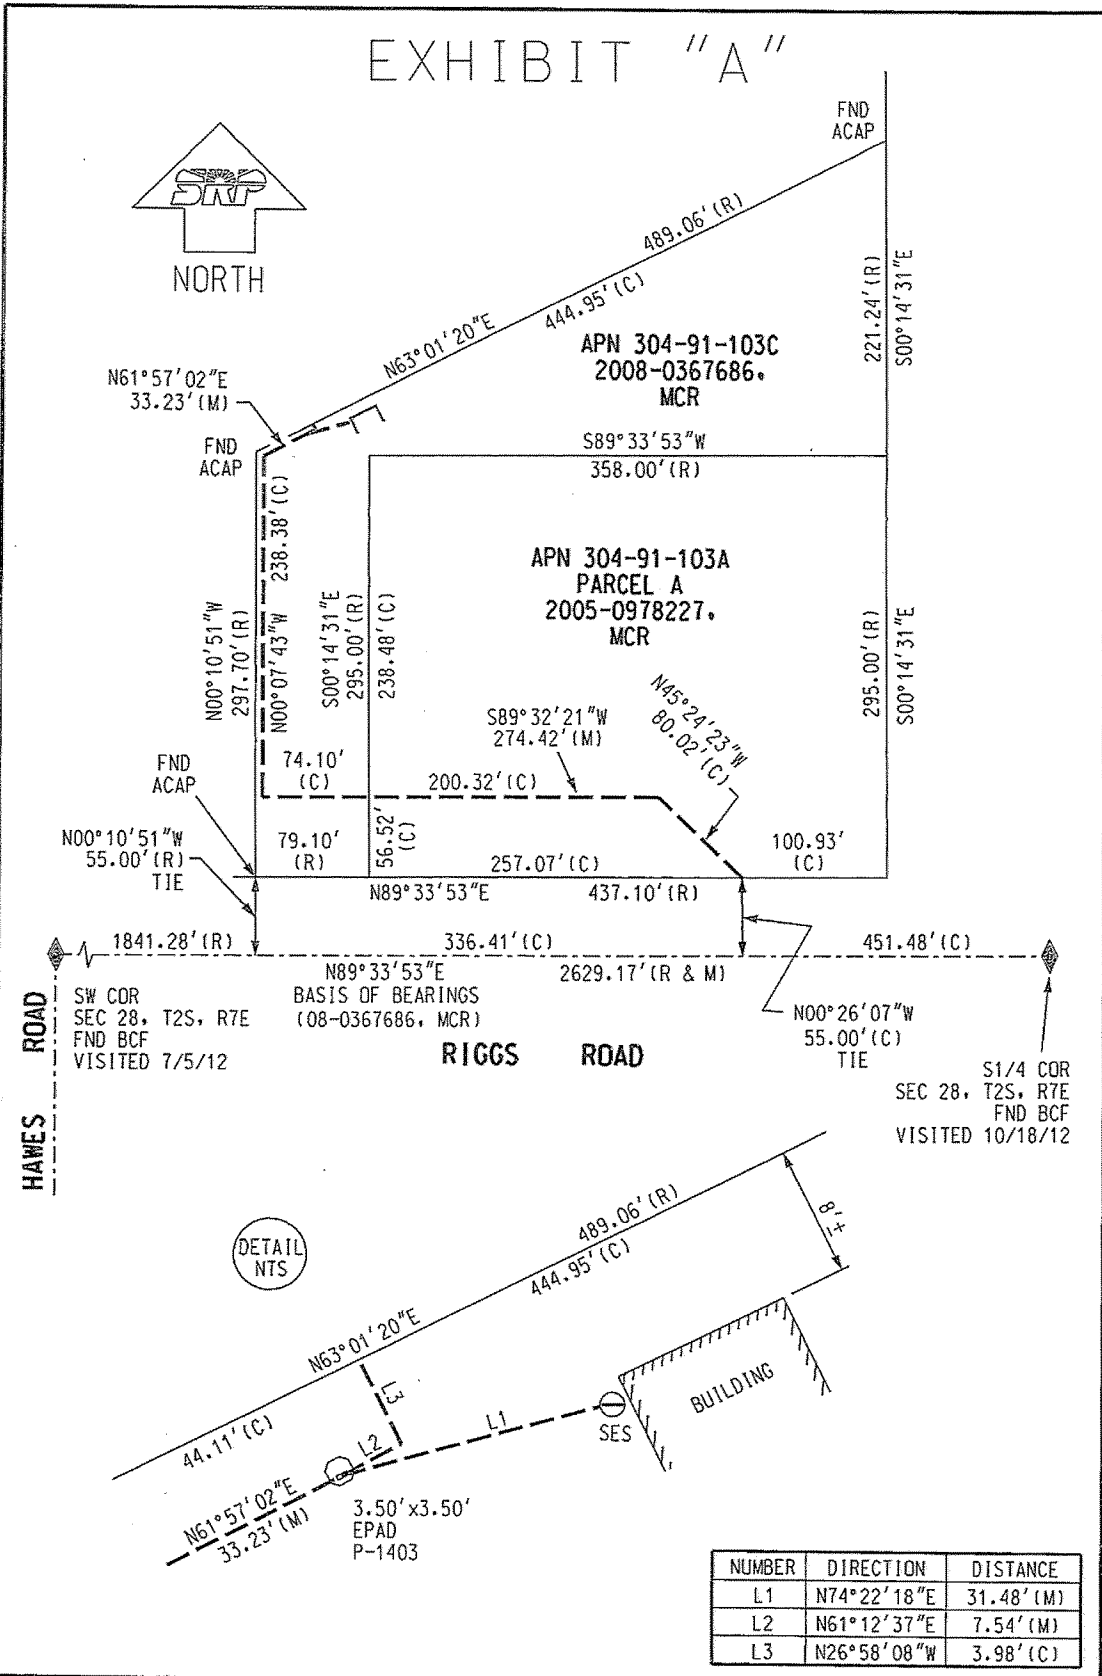 EXHIBIT "A"
FND
ACAP
SRP
NORTH
489.06'(R)
444.95'(C)
N63°01'20"E
221.24'(R)
S00°14'31"E
APN 304-91-103C
2008-0367686,
MCR
N61°57'02"E
33.23'(M)
FND
ACAP
S89°33'53"W
358.00'(R)
238.38'(C)
N00°07'43"W
N00°10'51"W
297.70'(R)
S00°14'31"E
295.00'(R)
238.48'(C)
APN 304-91-103A
PARCEL A
2005-0978227,
MCR
295.00'(R)
S00°14'31"E
N45°24'23"W
80.02'(C)
S89°32'21"W
274.42'(M)
FND
ACAP
74.10'
(C)
200.32'(C)
N00°10'51"W
55.00'(R)
TIE
79.10'
(R)
56.52'
(C)
257.07'(C)
100.93'
(C)
N89°33'53"E
437.10'(R)
1841.28'(R)
336.41'(C)
451.48'(C)
N89°33'53"E
2629.17'(R & M)
BASIS OF BEARINGS
(08-0367686, MCR)
SW COR
SEC 28, T2S, R7E
FND BCF
VISITED 7/5/12
HAWES ROAD
RIGGS ROAD
N00°26'07"W
55.00'(C)
TIE
S1/4 COR
SEC 28, T2S, R7E
FND BCF
VISITED 10/18/12
DETAIL
NTS
489.06'(R)
444.95'(C)
8'±
N63°01'20"E
44.11'(C)
L3
L2
L1
SES
BUILDING
N61°57'02"E
33.23'(M)
3.50'x3.50'
EPAD
P-1403
NUMBER DIRECTION DISTANCE
L1 N74°22'18"E 31.48'(M)
L2 N61°12'37"E 7.54'(M)
L3 N26°58'08"W 3.98'(C)